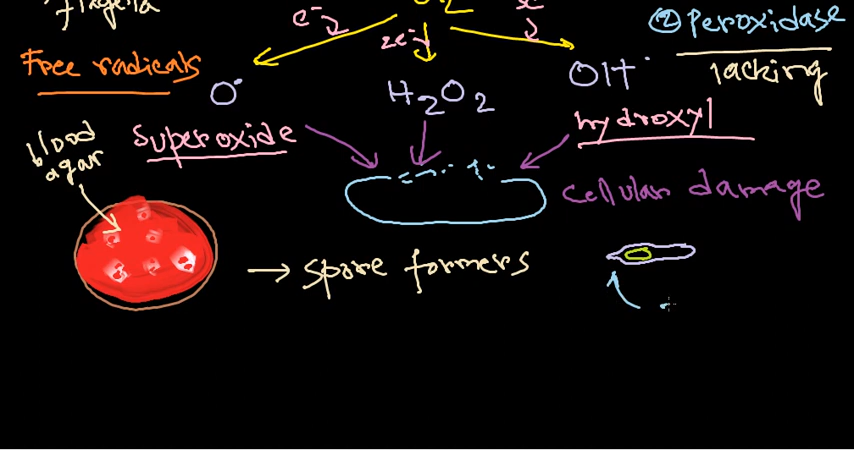 Flagella
e-
② Peroxidase
lacking
2e-
Free radicals
O•
H2O2
OH•
Superoxide
hydroxyl
blood
agar
cellular damage
→ spore formers